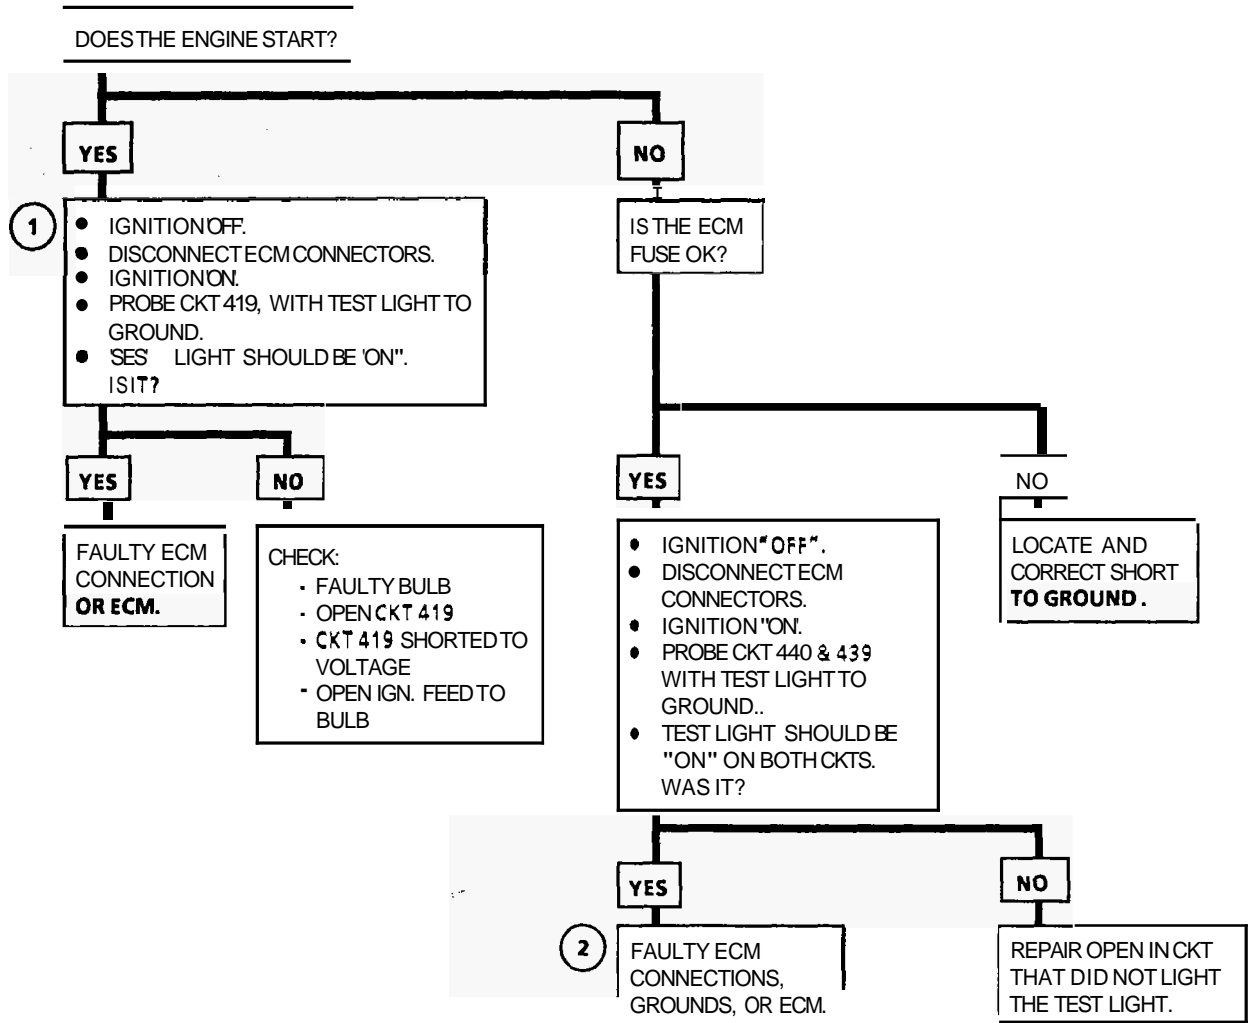 DOES THE ENGINE START?
YES
NO
1
● IGNITION 'OFF'.
● DISCONNECT ECM CONNECTORS.
● IGNITION 'ON'.
● PROBE CKT 419, WITH TEST LIGHT TO
GROUND.
● 'SES' LIGHT SHOULD BE 'ON".
IS IT?
IS THE ECM
FUSE OK?
YES
NO
YES
NO
FAULTY ECM
CONNECTION
OR ECM.
CHECK:
- FAULTY BULB
- OPEN CKT 419
- CKT 419 SHORTED TO
VOLTAGE
- OPEN IGN. FEED TO
BULB
● IGNITION "OFF".
● DISCONNECT ECM
CONNECTORS.
● IGNITION "ON'.
● PROBE CKT 440 & 439
WITH TEST LIGHT TO
GROUND..
● TEST LIGHT SHOULD BE
"ON" ON BOTH CKTS.
WAS IT?
LOCATE AND
CORRECT SHORT
TO GROUND.
YES
NO
2
FAULTY ECM
CONNECTIONS,
GROUNDS, OR ECM.
REPAIR OPEN IN CKT
THAT DID NOT LIGHT
THE TEST LIGHT.